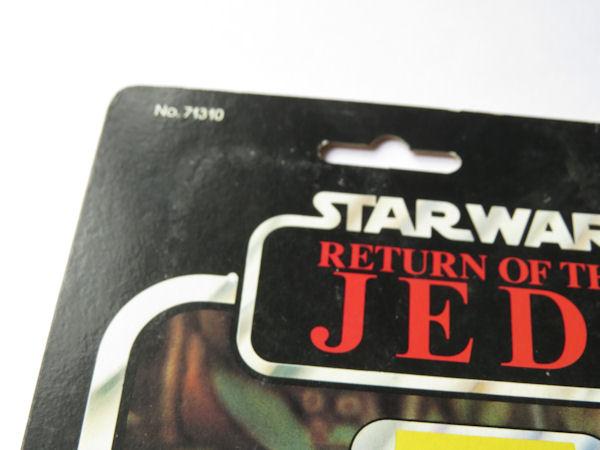 No. 71310
STAR WAR
RETURN OF TH
JED